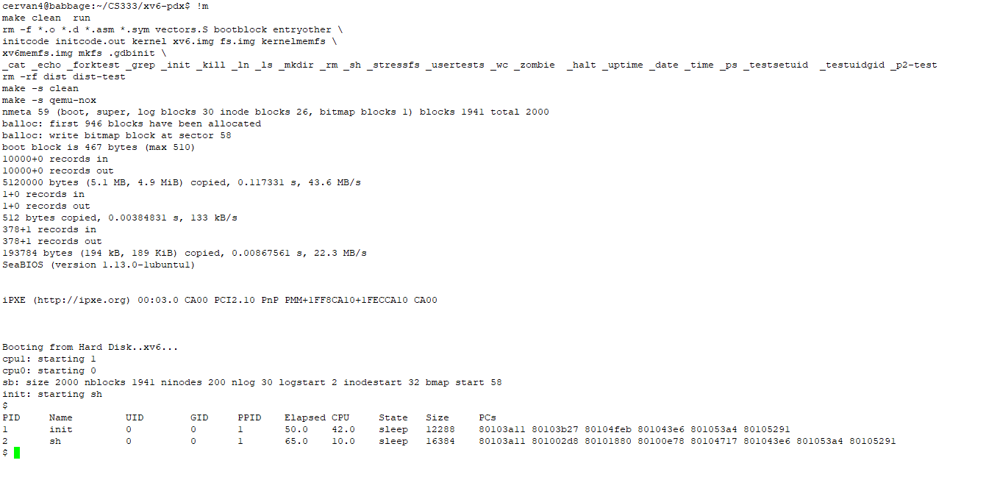 cervan4@babbage:~/CS333/xv6-pdx$ !m
make clean  run
rm -f *.o *.d *.asm *.sym vectors.S bootblock entryother \
initcode initcode.out kernel xv6.img fs.img kernelmemfs \
xv6memfs.img mkfs .gdbinit \
_cat _echo _forktest _grep _init _kill _ln _ls _mkdir _rm _sh _stressfs _usertests _wc _zombie  _halt _uptime _date _time _ps _testsetuid  _testuidgid _p2-test
rm -rf dist dist-test
make -s clean
make -s qemu-nox
nmeta 59 (boot, super, log blocks 30 inode blocks 26, bitmap blocks 1) blocks 1941 total 2000
balloc: first 946 blocks have been allocated
balloc: write bitmap block at sector 58
boot block is 467 bytes (max 510)
10000+0 records in
10000+0 records out
5120000 bytes (5.1 MB, 4.9 MiB) copied, 0.117331 s, 43.6 MB/s
1+0 records in
1+0 records out
512 bytes copied, 0.00384831 s, 133 kB/s
378+1 records in
378+1 records out
193784 bytes (194 kB, 189 KiB) copied, 0.00867561 s, 22.3 MB/s
SeaBIOS (version 1.13.0-1ubuntu1)
iPXE (http://ipxe.org) 00:03.0 CA00 PCI2.10 PnP PMM+1FF8CA10+1FECCA10 CA00
Booting from Hard Disk..xv6...
cpu1: starting 1
cpu0: starting 0
sb: size 2000 nblocks 1941 ninodes 200 nlog 30 logstart 2 inodestart 32 bmap start 58
init: starting sh
$
PID     Name         UID        GID     PPID    Elapsed CPU     State   Size     PCs
1       init         0          0       1       50.0    42.0    sleep   12288    80103a11 80103b27 80104feb 801043e6 801053a4 80105291
2       sh           0          0       1       65.0    10.0    sleep   16384    80103a11 801002d8 80101880 80100e78 80104717 801043e6 801053a4 80105291
$